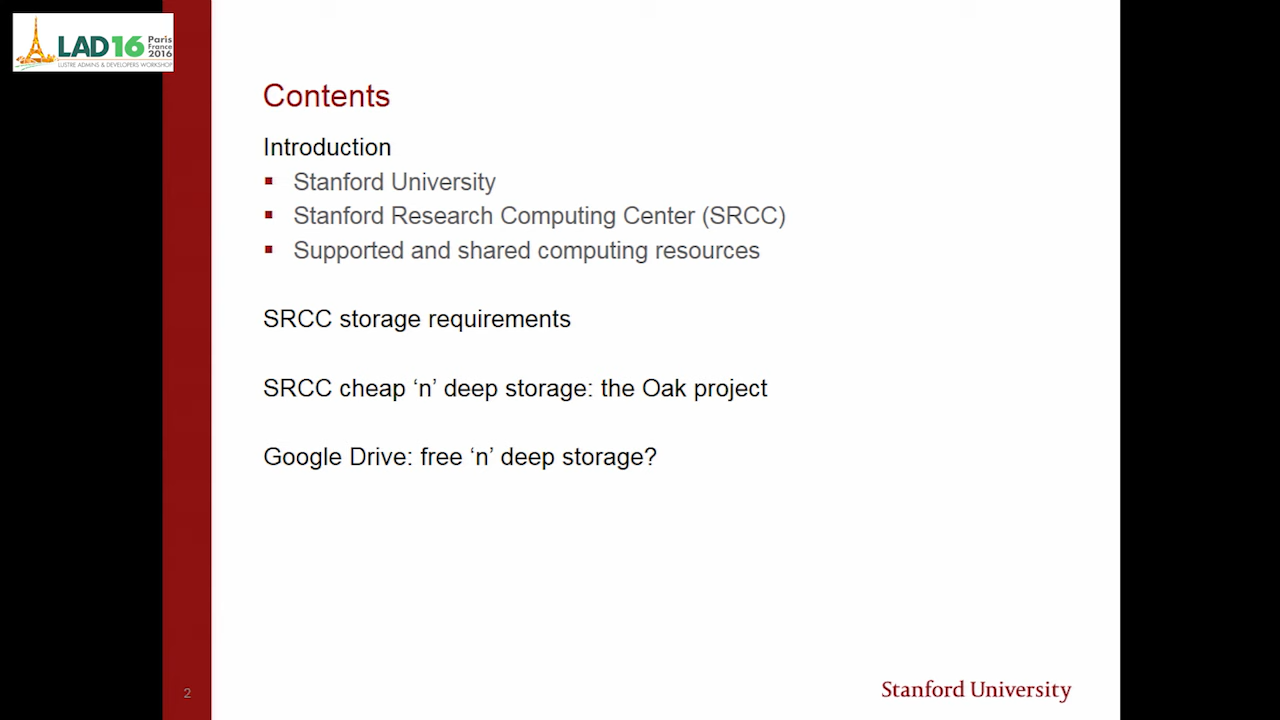 LAD16 Paris
France
2016
LUSTRE ADMINS & DEVELOPERS WORKSHOP
Contents
Introduction
▪ Stanford University
▪ Stanford Research Computing Center (SRCC)
▪ Supported and shared computing resources
SRCC storage requirements
SRCC cheap ‘n’ deep storage: the Oak project
Google Drive: free ‘n’ deep storage?
2
Stanford University